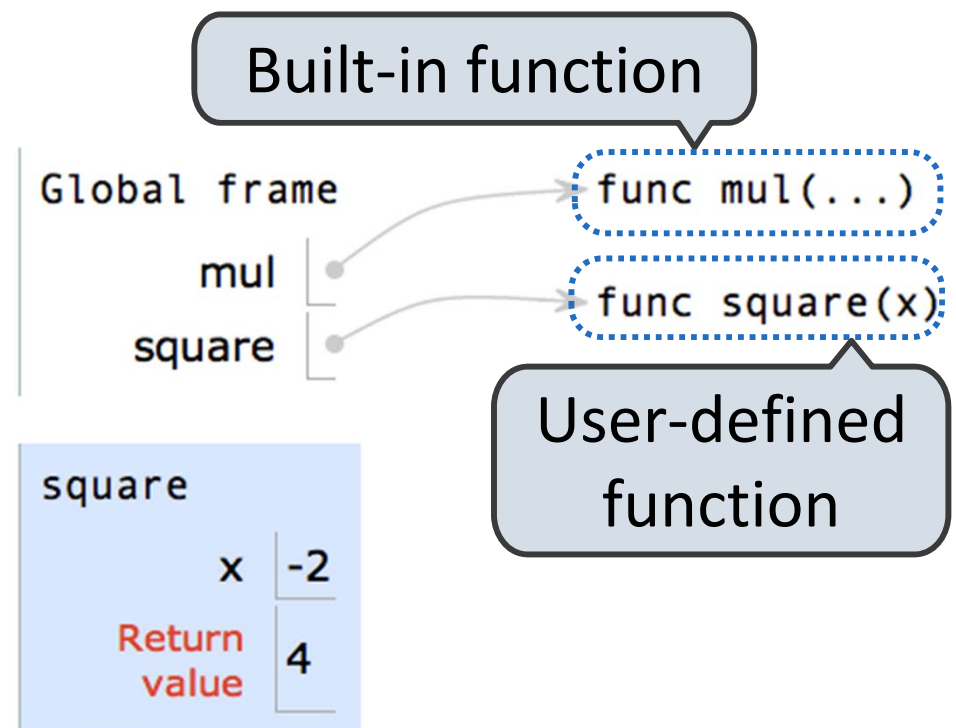 Built-in function
Global frame
func mul(...)
mul
func square(x)
square
User-defined
function
square
x -2
Return
value 4